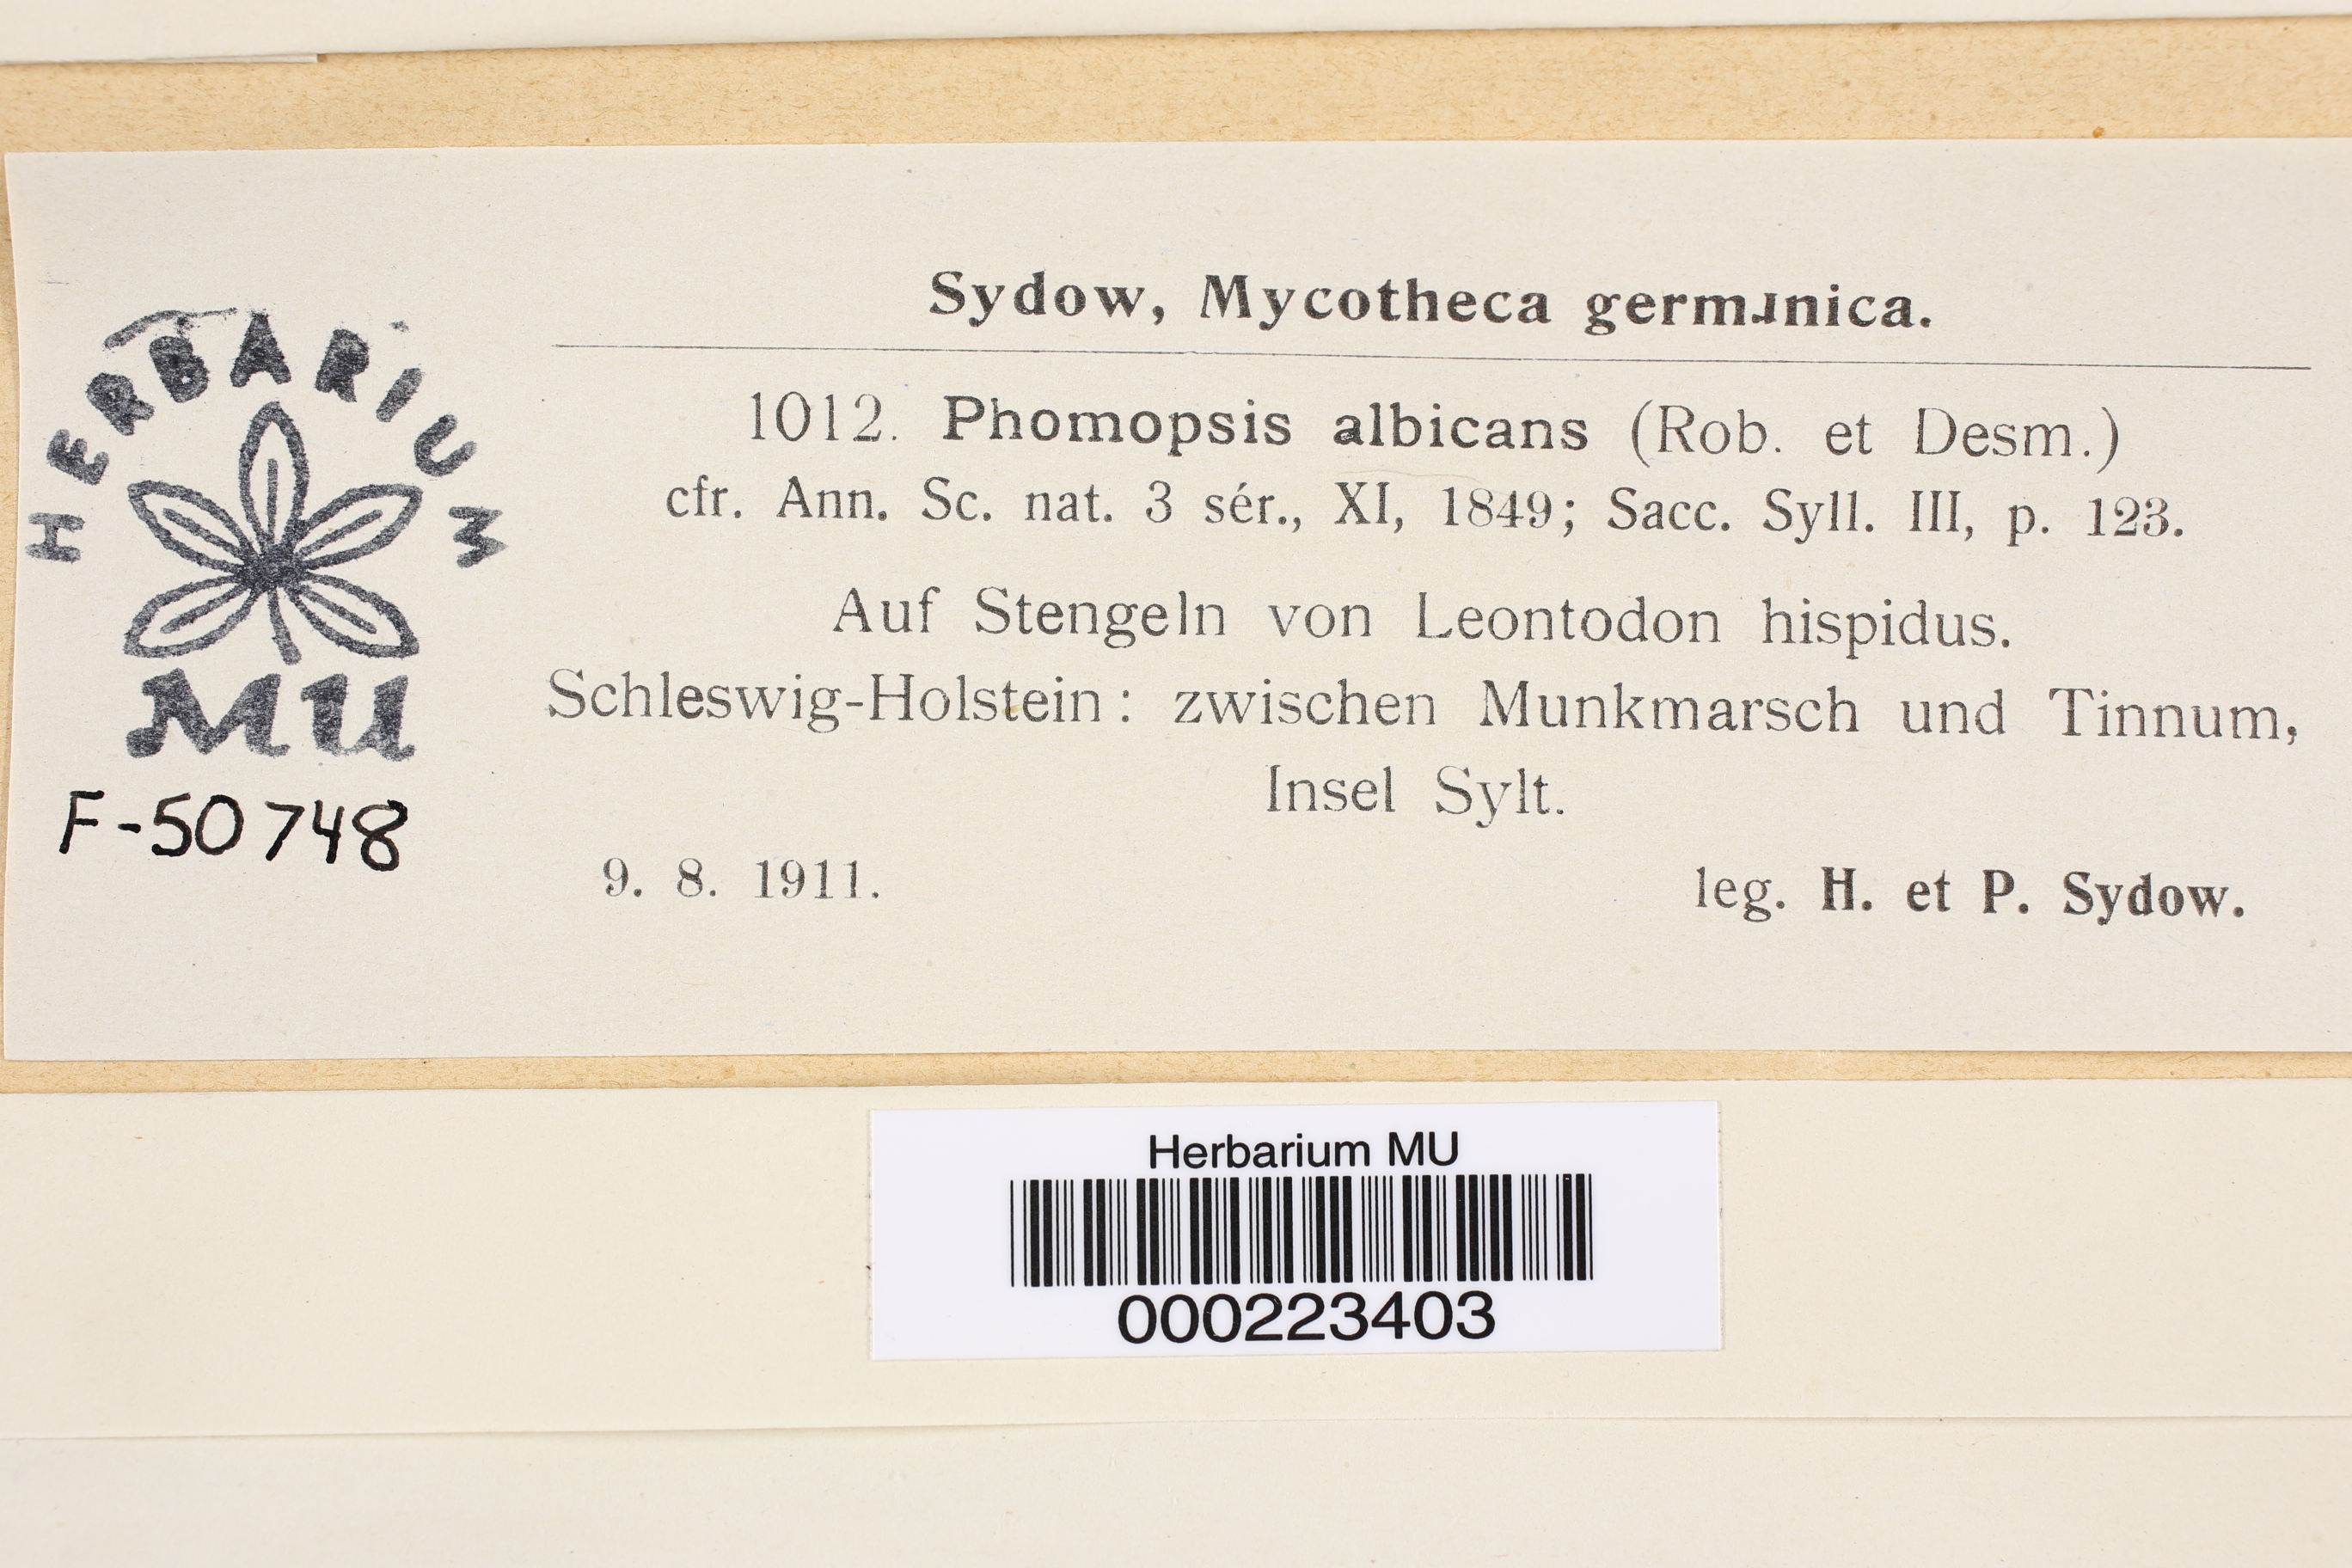 Sydow, Mycotheca germanica.
1012. Phomopsis albicans (Rob. et Desm.)
cfr. Ann. Sc. nat. 3 sér., XI, 1849; Sacc. Syll. III, p. 123.
Auf Stengeln von Leontodon hispidus.
Schleswig-Holstein: zwischen Munkmarsch und Tinnum,
Insel Sylt.
9. 8. 1911.
leg. H. et P. Sydow.
HERBARIUM
MU
F-50748
Herbarium MU
000223403